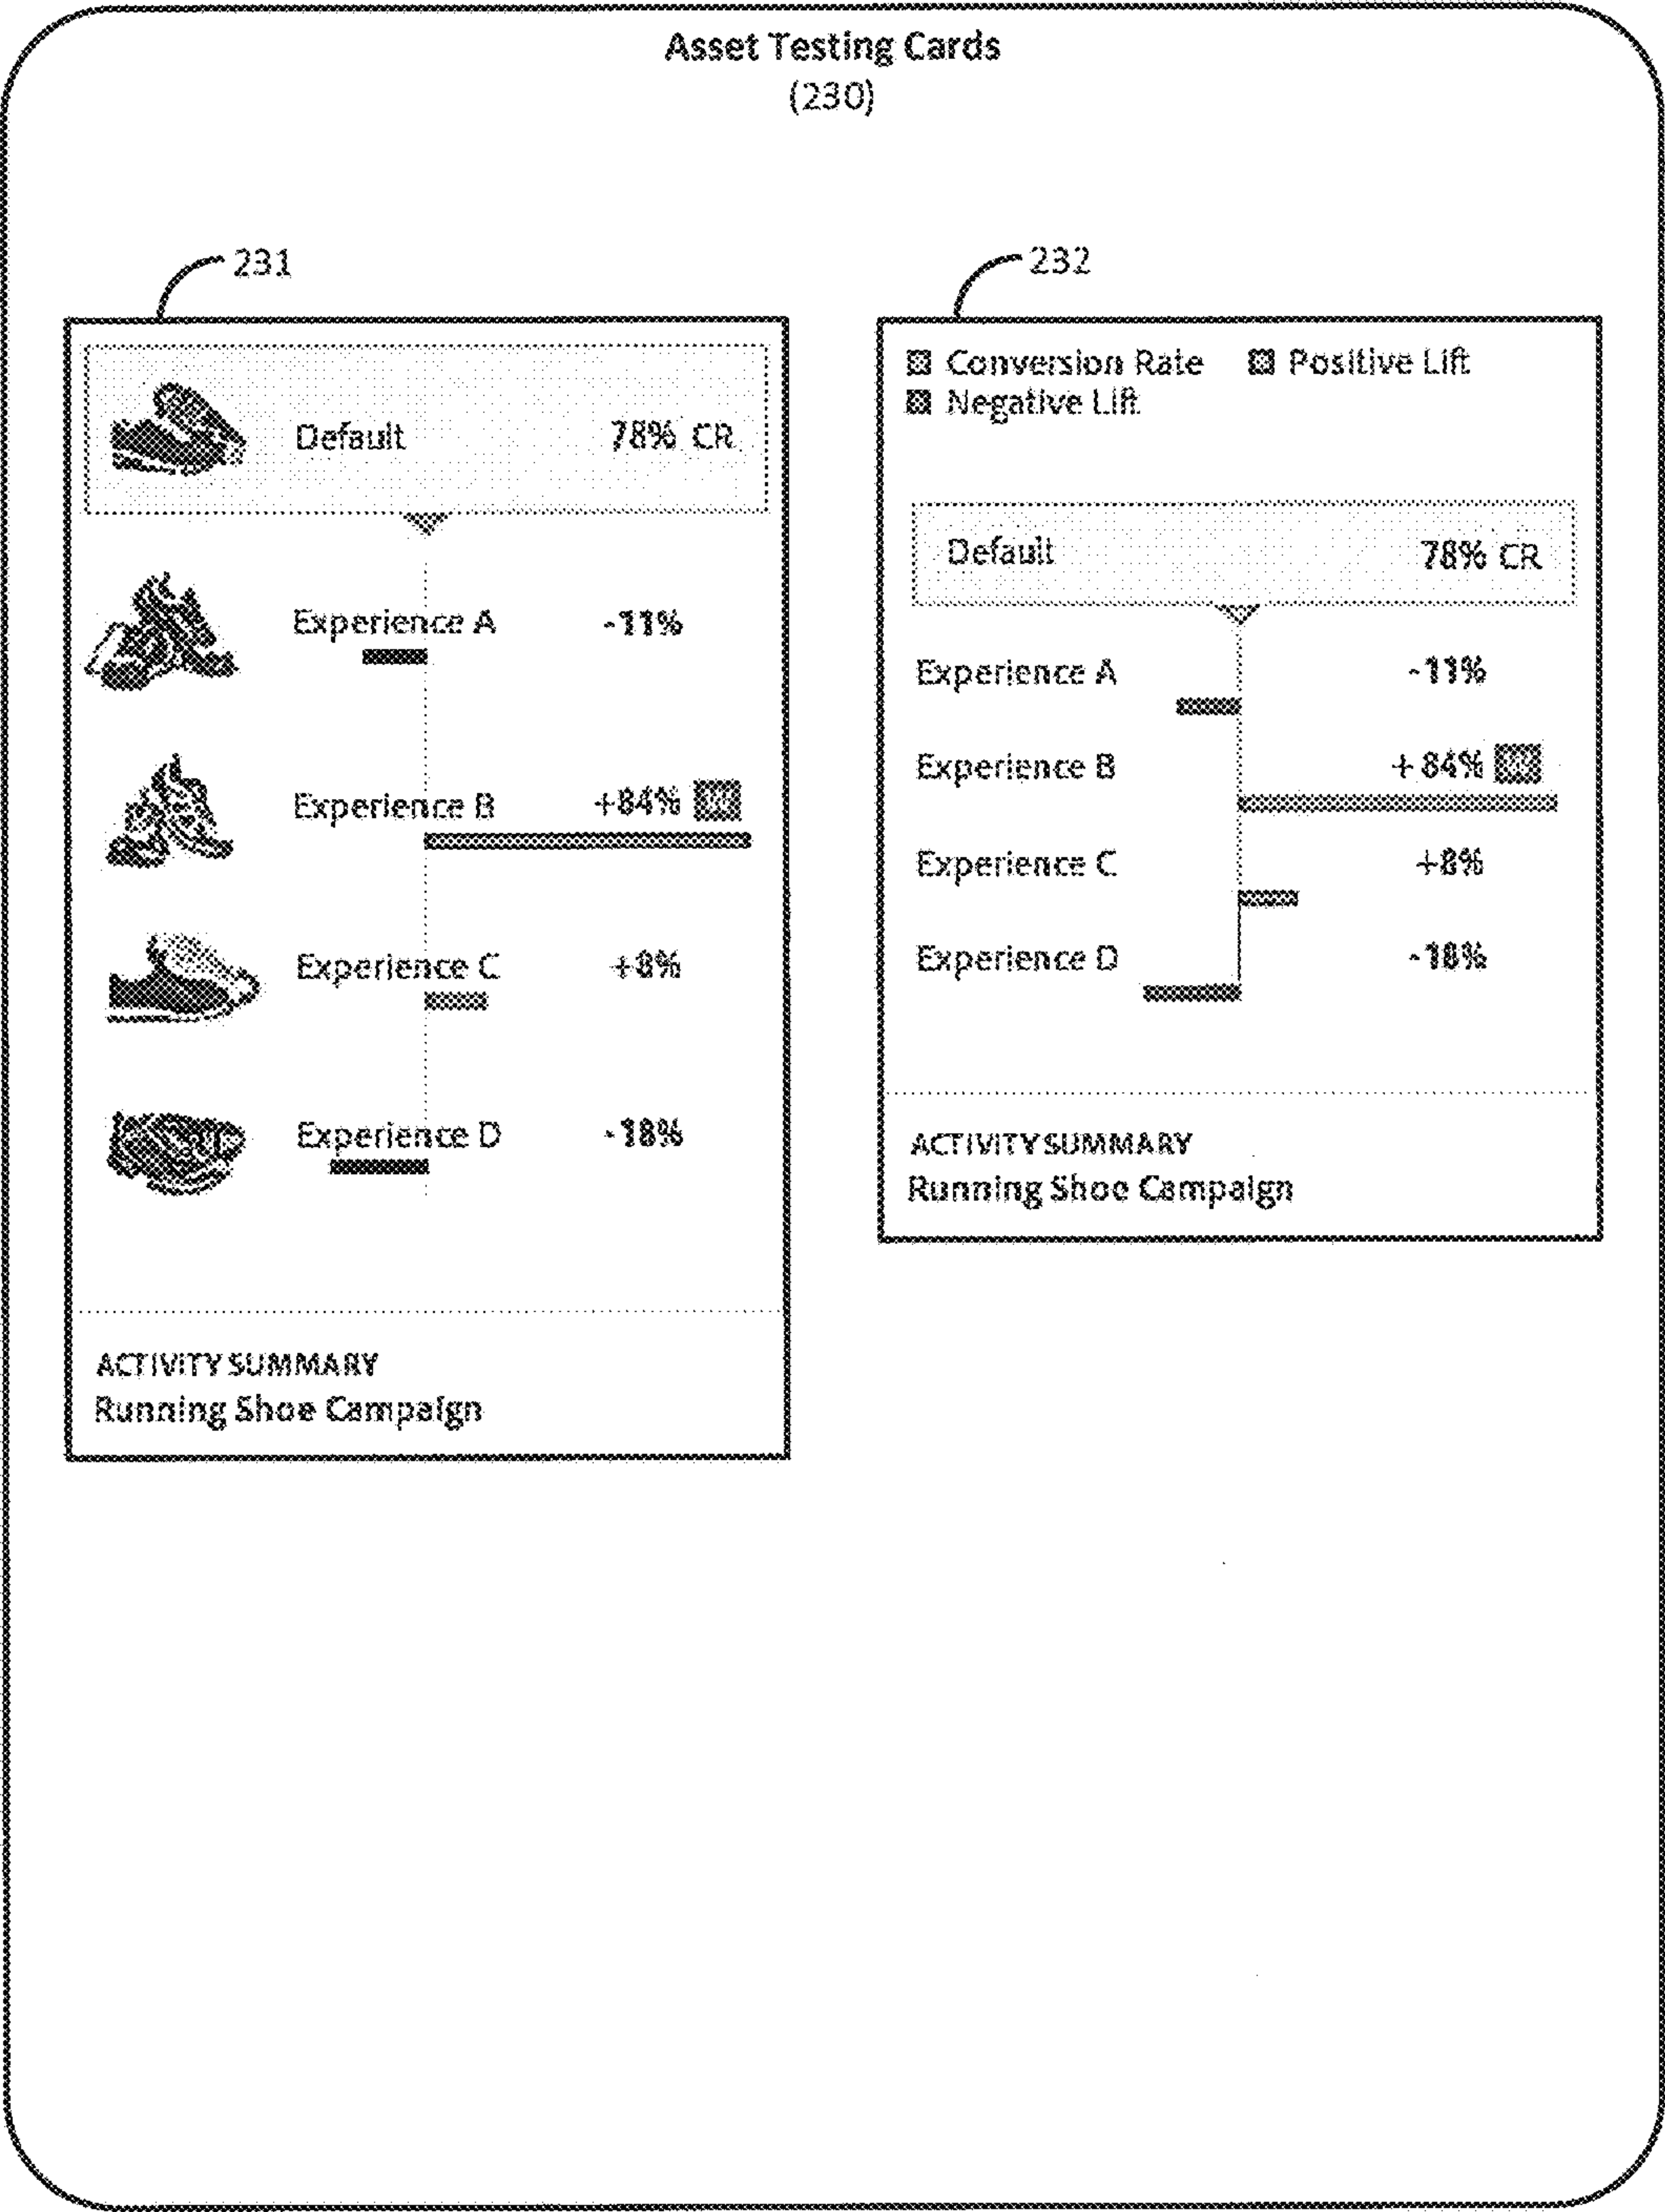 Asset Testing Cards
(230)
231
Default 78% CR
Experience A -11%
Experience B +84%
Experience C +8%
Experience D -18%
ACTIVITY SUMMARY
Running Shoe Campaign
232
Conversion Rate Positive Lift
Negative Lift
Default 78% CR
Experience A -11%
Experience B +84%
Experience C +8%
Experience D -18%
ACTIVITY SUMMARY
Running Shoe Campaign